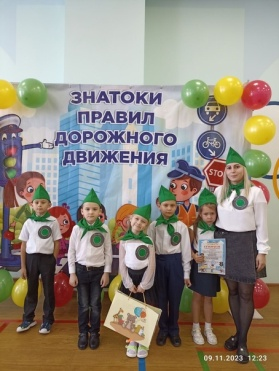 ЗНАТОКИ
ПРАВИЛ
ДОРОЖНОГО
ДВИЖЕНИЯ
STOP
09.11.2023 12:23